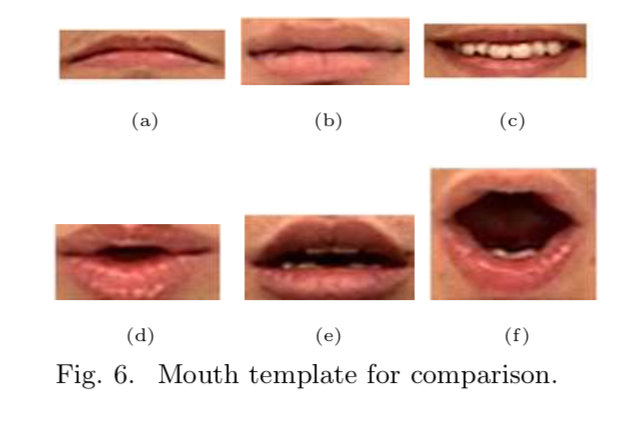 (a) (b) (c)
(d) (e) (f)
Fig. 6. Mouth template for comparison.